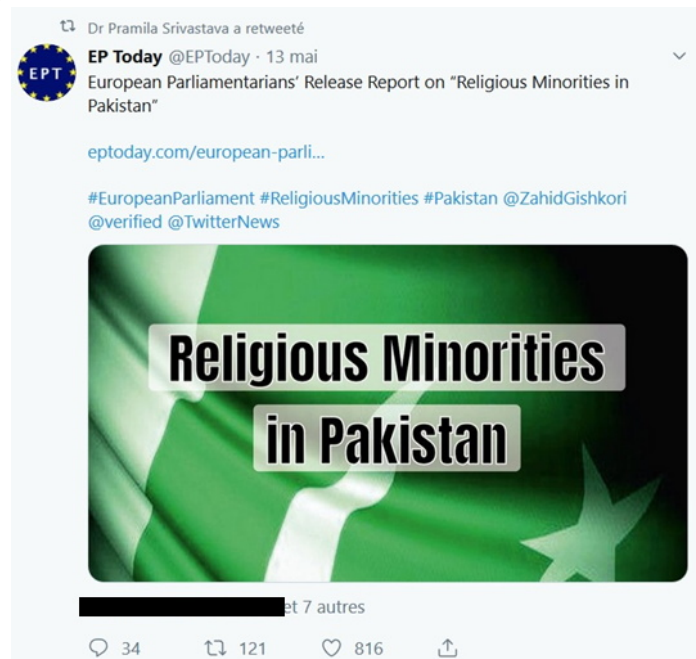 Dr Pramila Srivastava a retweeté
EPT
EP Today @EPToday · 13 mai
European Parliamentarians' Release Report on "Religious Minorities in
Pakistan"
eptoday.com/european-parli...
#EuropeanParliament #ReligiousMinorities #Pakistan @ZahidGishkori
@verified @TwitterNews
Religious Minorities
in Pakistan
et 7 autres
34 121 816